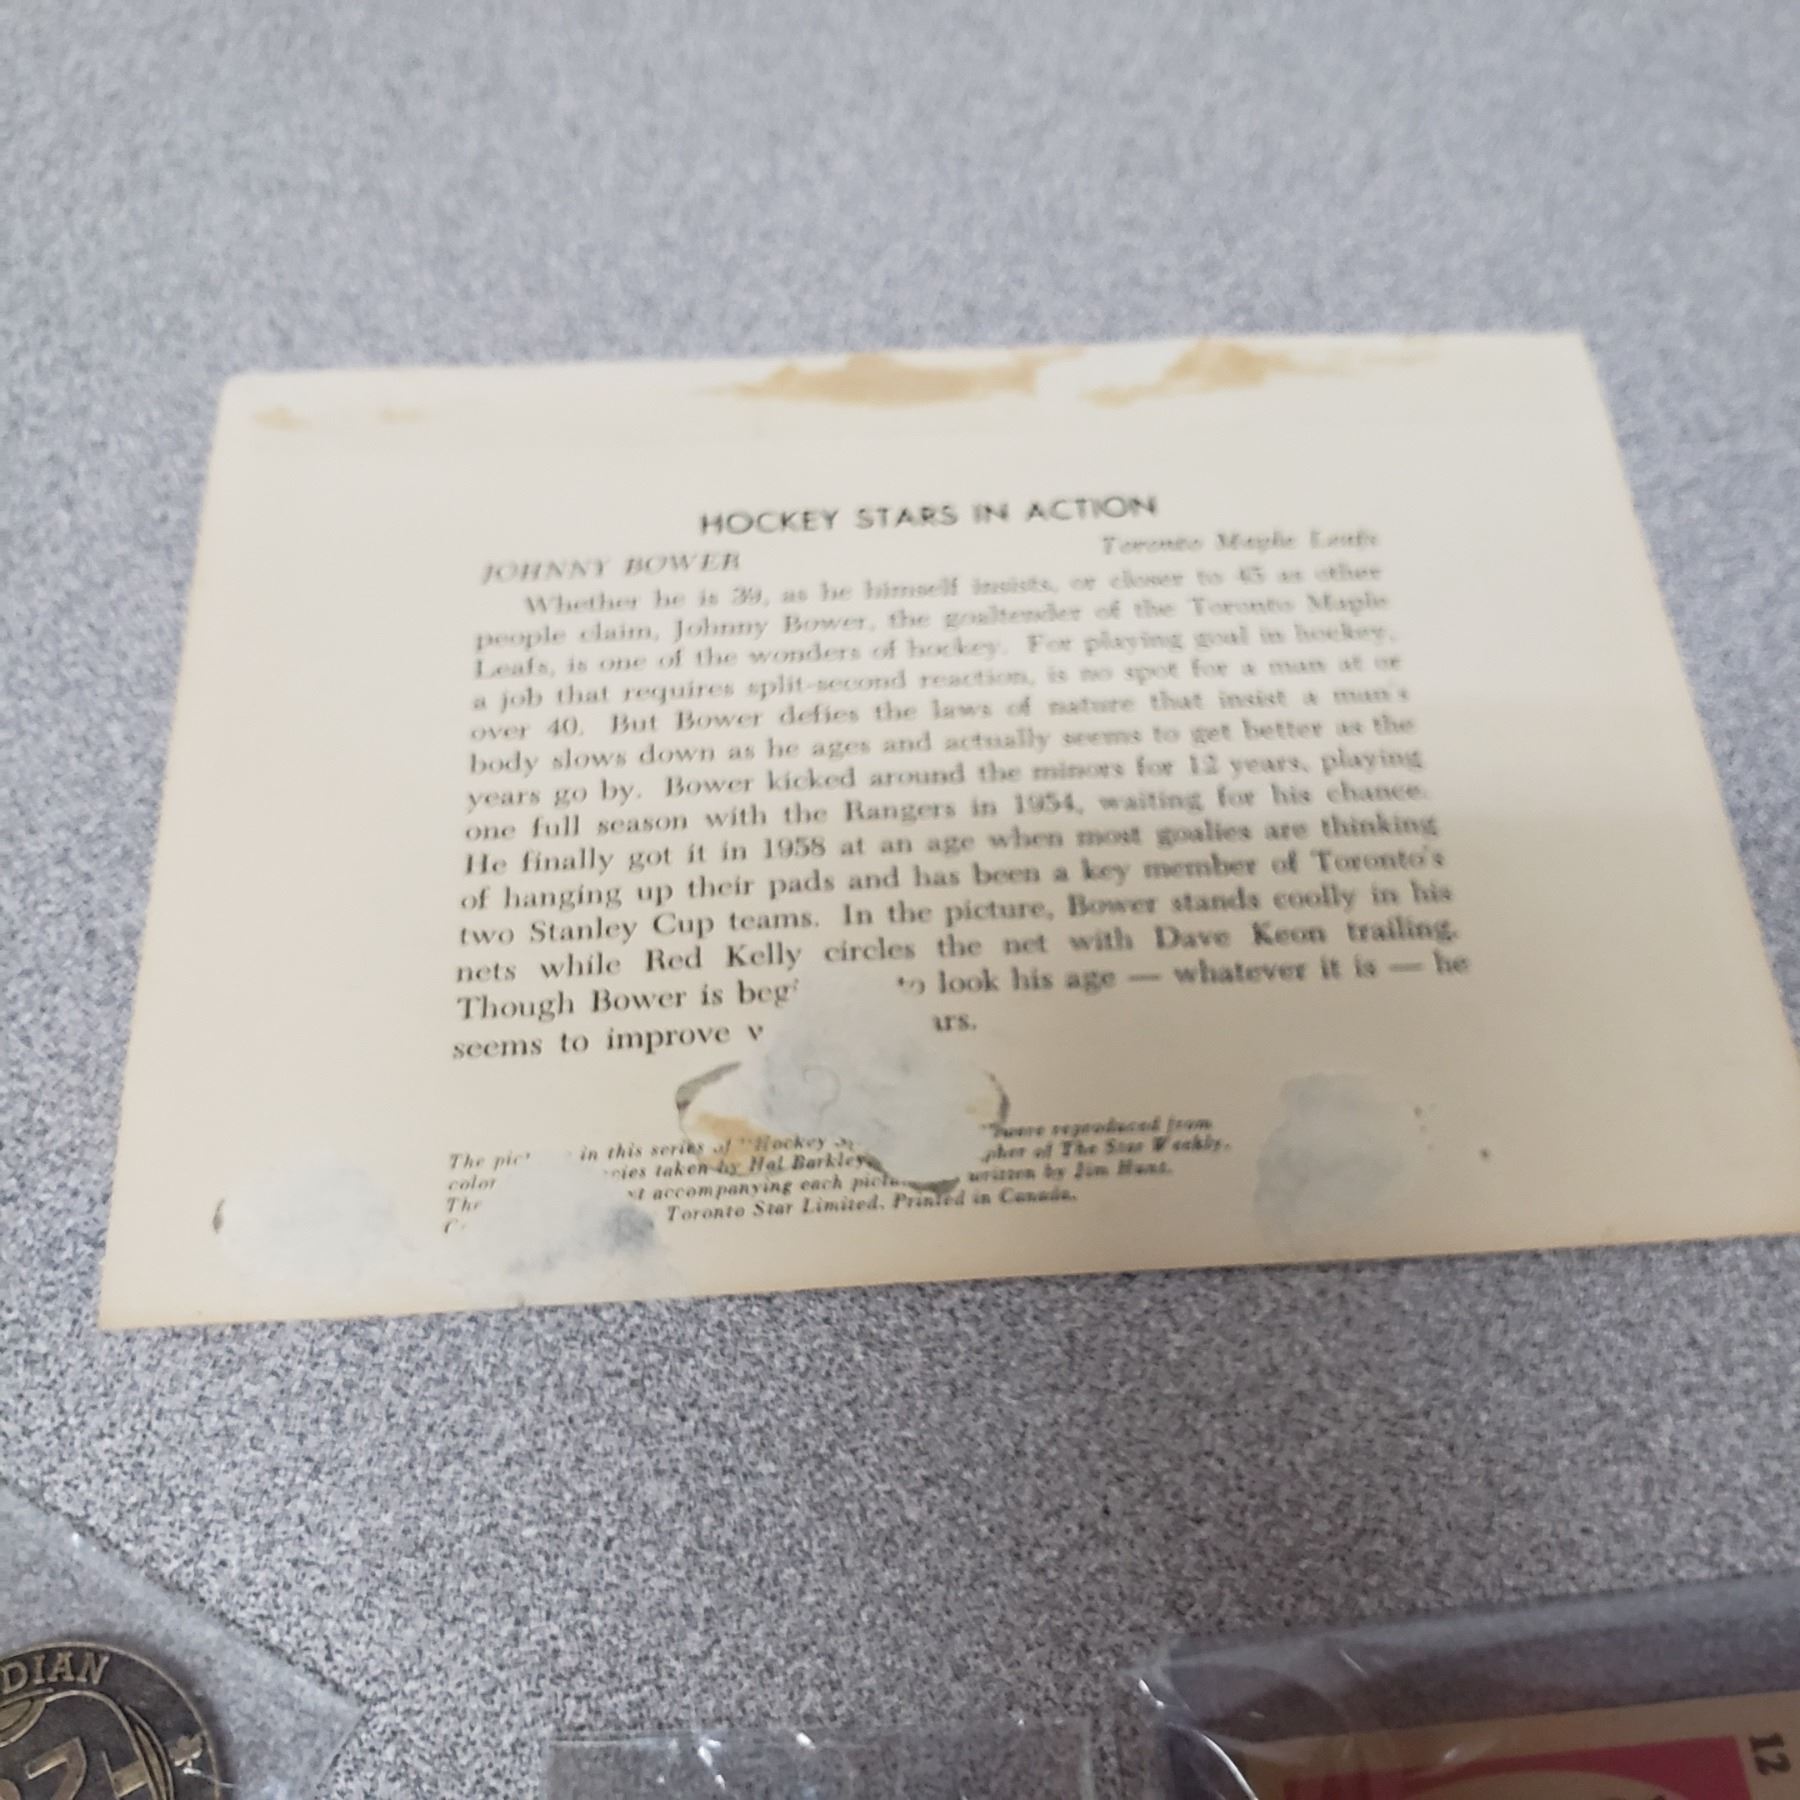 HOCKEY STARS IN ACTION
JOHNNY BOWER Toronto Maple Leafs
Whether he is 39, as he himself insists, or closer to 45 as other
people claim, Johnny Bower, the goaltender of the Toronto Maple
Leafs, is one of the wonders of hockey. For playing goal in hockey,
a job that requires split-second reaction, is no spot for a man at or
over 40. But Bower defies the laws of nature that insist a man's
body slows down as he ages and actually seems to get better as the
years go by. Bower kicked around the minors for 12 years, playing
one full season with the Rangers in 1954, waiting for his chance.
He finally got it in 1958 at an age when most goalies are thinking
of hanging up their pads and has been a key member of Toronto's
two Stanley Cup teams. In the picture, Bower stands coolly in his
nets while Red Kelly circles the net with Dave Keon trailing.
Though Bower is to look his age — whatever it is — he
seems to improve
The in this series of "Hockey were reproduced from
taken by Hal Barkley, of The Star Weekly.
The accompanying each written by Jim Hunt.
Toronto Star Limited. Printed in Canada.
DIAN
12